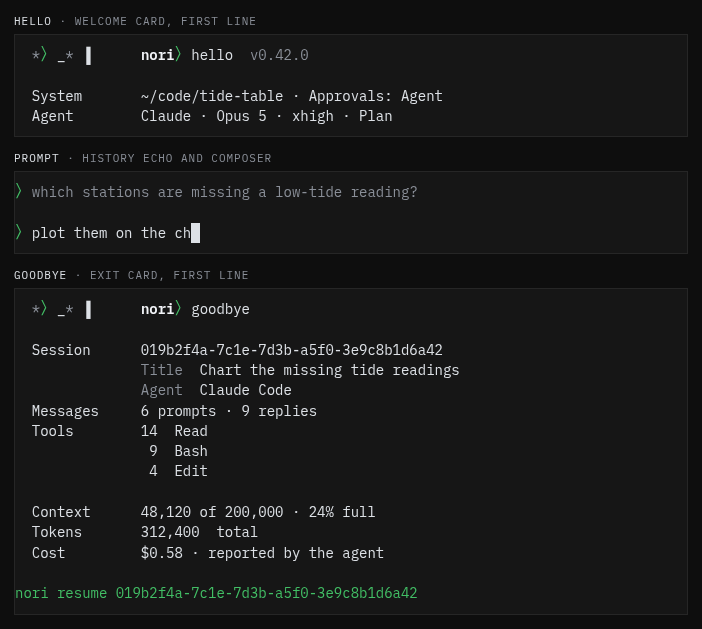 HELLO · WELCOME CARD, FIRST LINE
*〉 _* ▌ nori〉 hello v0.42.0
System ~/code/tide-table · Approvals: Agent
Agent Claude · Opus 5 · xhigh · Plan
PROMPT · HISTORY ECHO AND COMPOSER
〉 which stations are missing a low-tide reading?
〉 plot them on the ch
GOODBYE · EXIT CARD, FIRST LINE
*〉 _* ▌ nori〉 goodbye
Session 019b2f4a-7c1e-7d3b-a5f0-3e9c8b1d6a42
Title Chart the missing tide readings
Agent Claude Code
Messages 6 prompts · 9 replies
Tools 14 Read
9 Bash
4 Edit
Context 48,120 of 200,000 · 24% full
Tokens 312,400 total
Cost $0.58 · reported by the agent
nori resume 019b2f4a-7c1e-7d3b-a5f0-3e9c8b1d6a42